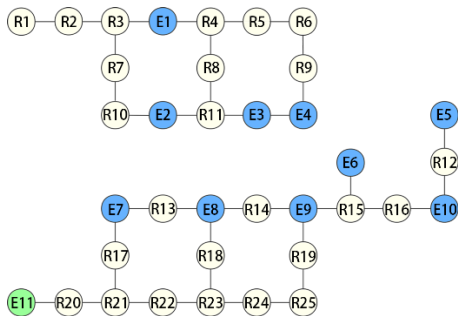 R1 R2 R3 E1 R4 R5 R6
R7 R8 R9
R10 E2 R11 E3 E4 E5
E6 R12
E7 R13 E8 R14 E9 R15 R16 E10
R17 R18 R19
E11 R20 R21 R22 R23 R24 R25